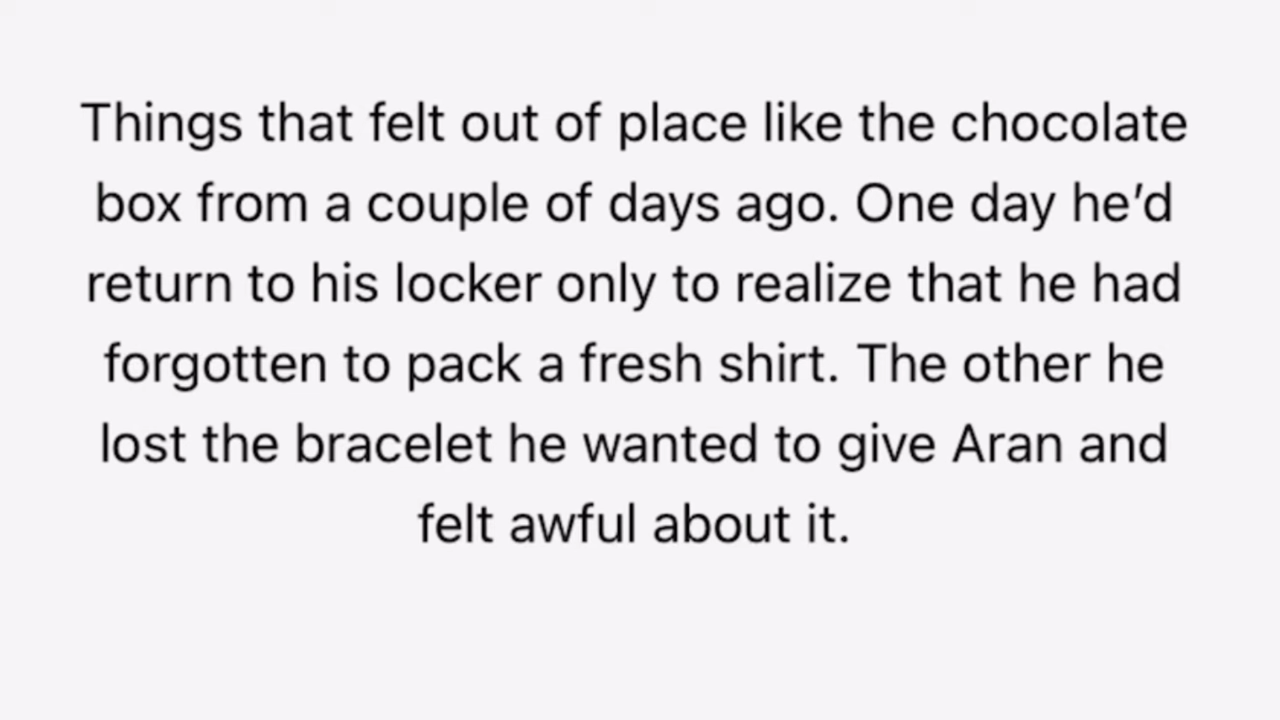 Things that felt out of place like the chocolate
box from a couple of days ago. One day he’d
return to his locker only to realize that he had
forgotten to pack a fresh shirt. The other he
lost the bracelet he wanted to give Aran and
felt awful about it.